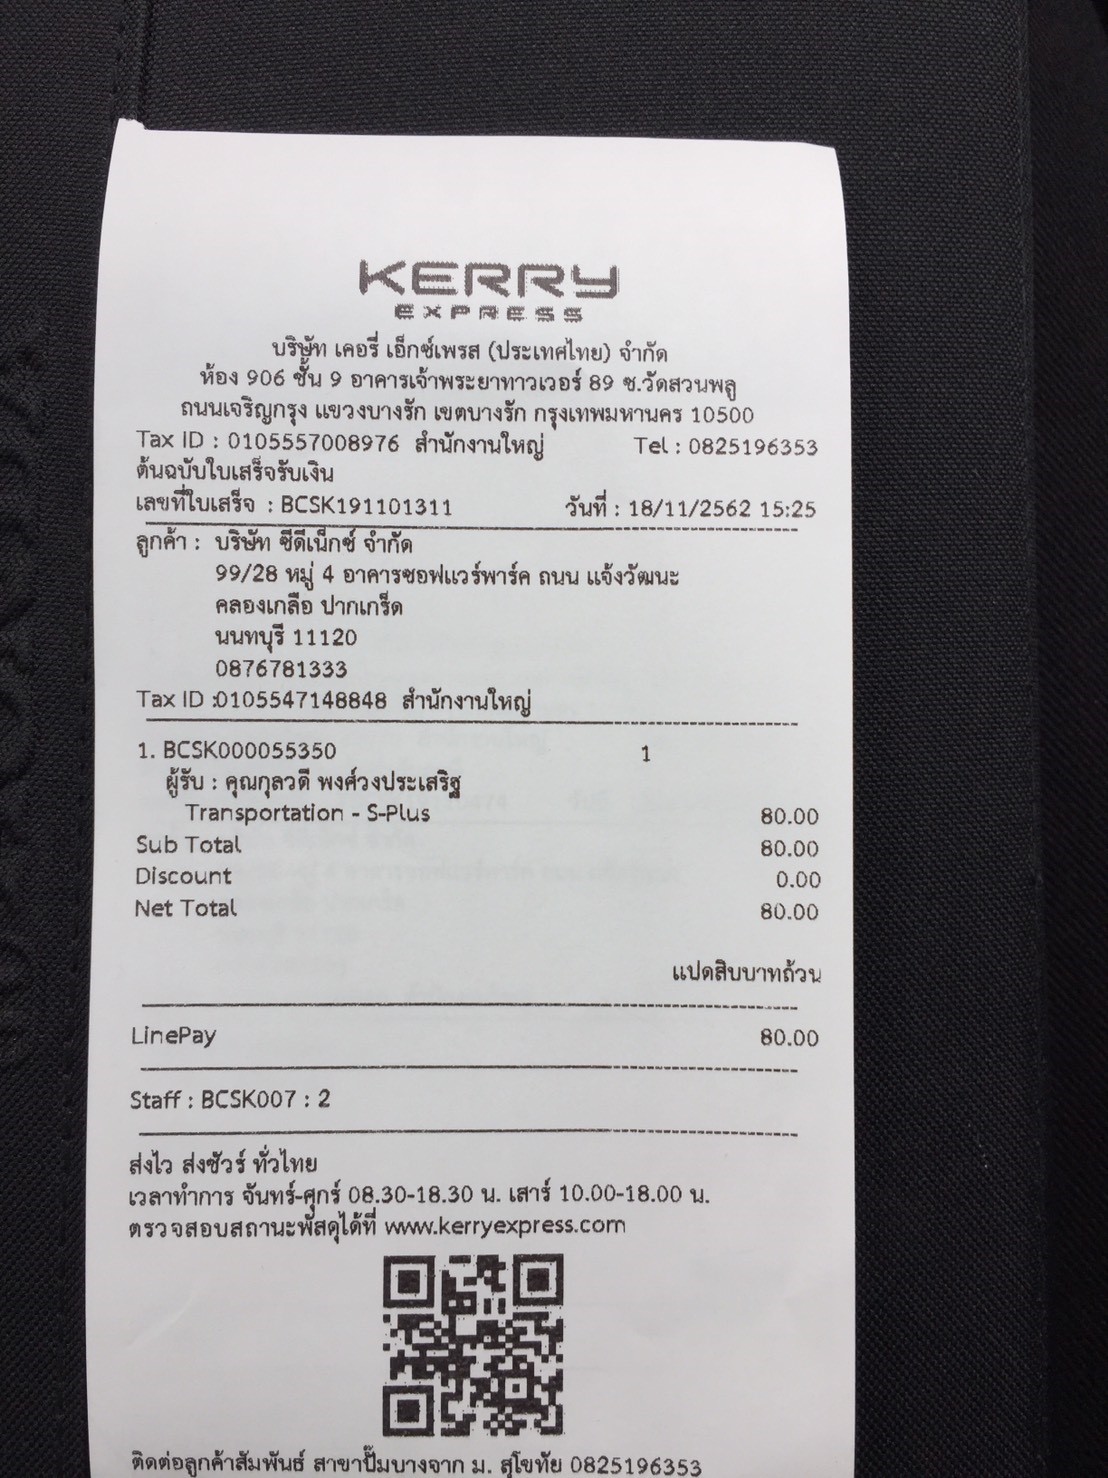 KERRY
EXPRESS
บริษัท เคอรี่ เอ็กซ์เพรส (ประเทศไทย) จำกัด
ห้อง 906 ชั้น 9 อาคารเจ้าพระยาทาวเวอร์ 89 ซ.วัดสวนพลู
ถนนเจริญกรุง แขวงบางรัก เขตบางรัก กรุงเทพมหานคร 10500
Tax ID : 0105557008976 สำนักงานใหญ่ Tel : 0825196353
ต้นฉบับใบเสร็จรับเงิน
เลขที่ใบเสร็จ : BCSK191101311 วันที่ : 18/11/2562 15:25
ลูกค้า : บริษัท ซีดีเน็กซ์ จำกัด
99/28 หมู่ 4 อาคารซอฟแวร์พาร์ค ถนน แจ้งวัฒนะ
คลองเกลือ ปากเกร็ด
นนทบุรี 11120
0876781333
Tax ID :0105547148848 สำนักงานใหญ่
1. BCSK000055350 1
ผู้รับ : คุณกุลวดี พงศ์วงประเสริฐ
Transportation - S-Plus 80.00
Sub Total 80.00
Discount 0.00
Net Total 80.00
แปดสิบบาทถ้วน
LinePay 80.00
Staff : BCSK007 : 2
ส่งไว ส่งชัวร์ ทั่วไทย
เวลาทำการ จันทร์-ศุกร์ 08.30-18.30 น. เสาร์ 10.00-18.00 น.
ตรวจสอบสถานะพัสดุได้ที่ www.kerryexpress.com
ติดต่อลูกค้าสัมพันธ์ สาขาปั๊มบางจาก ม. สุโขทัย 0825196353